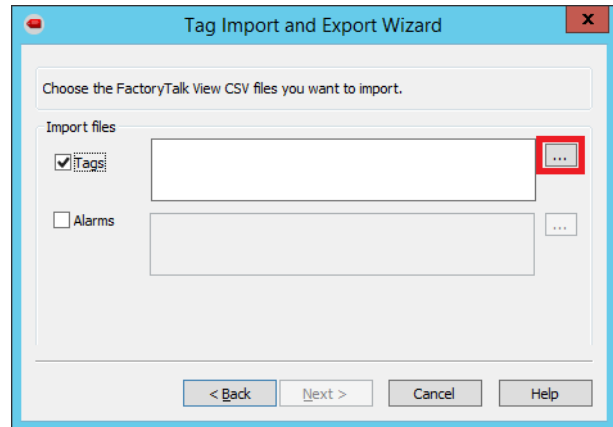 Tag Import and Export Wizard
x
Choose the FactoryTalk View CSV files you want to import.
Import files
Tags
...
Alarms
...
< Back
Next >
Cancel
Help